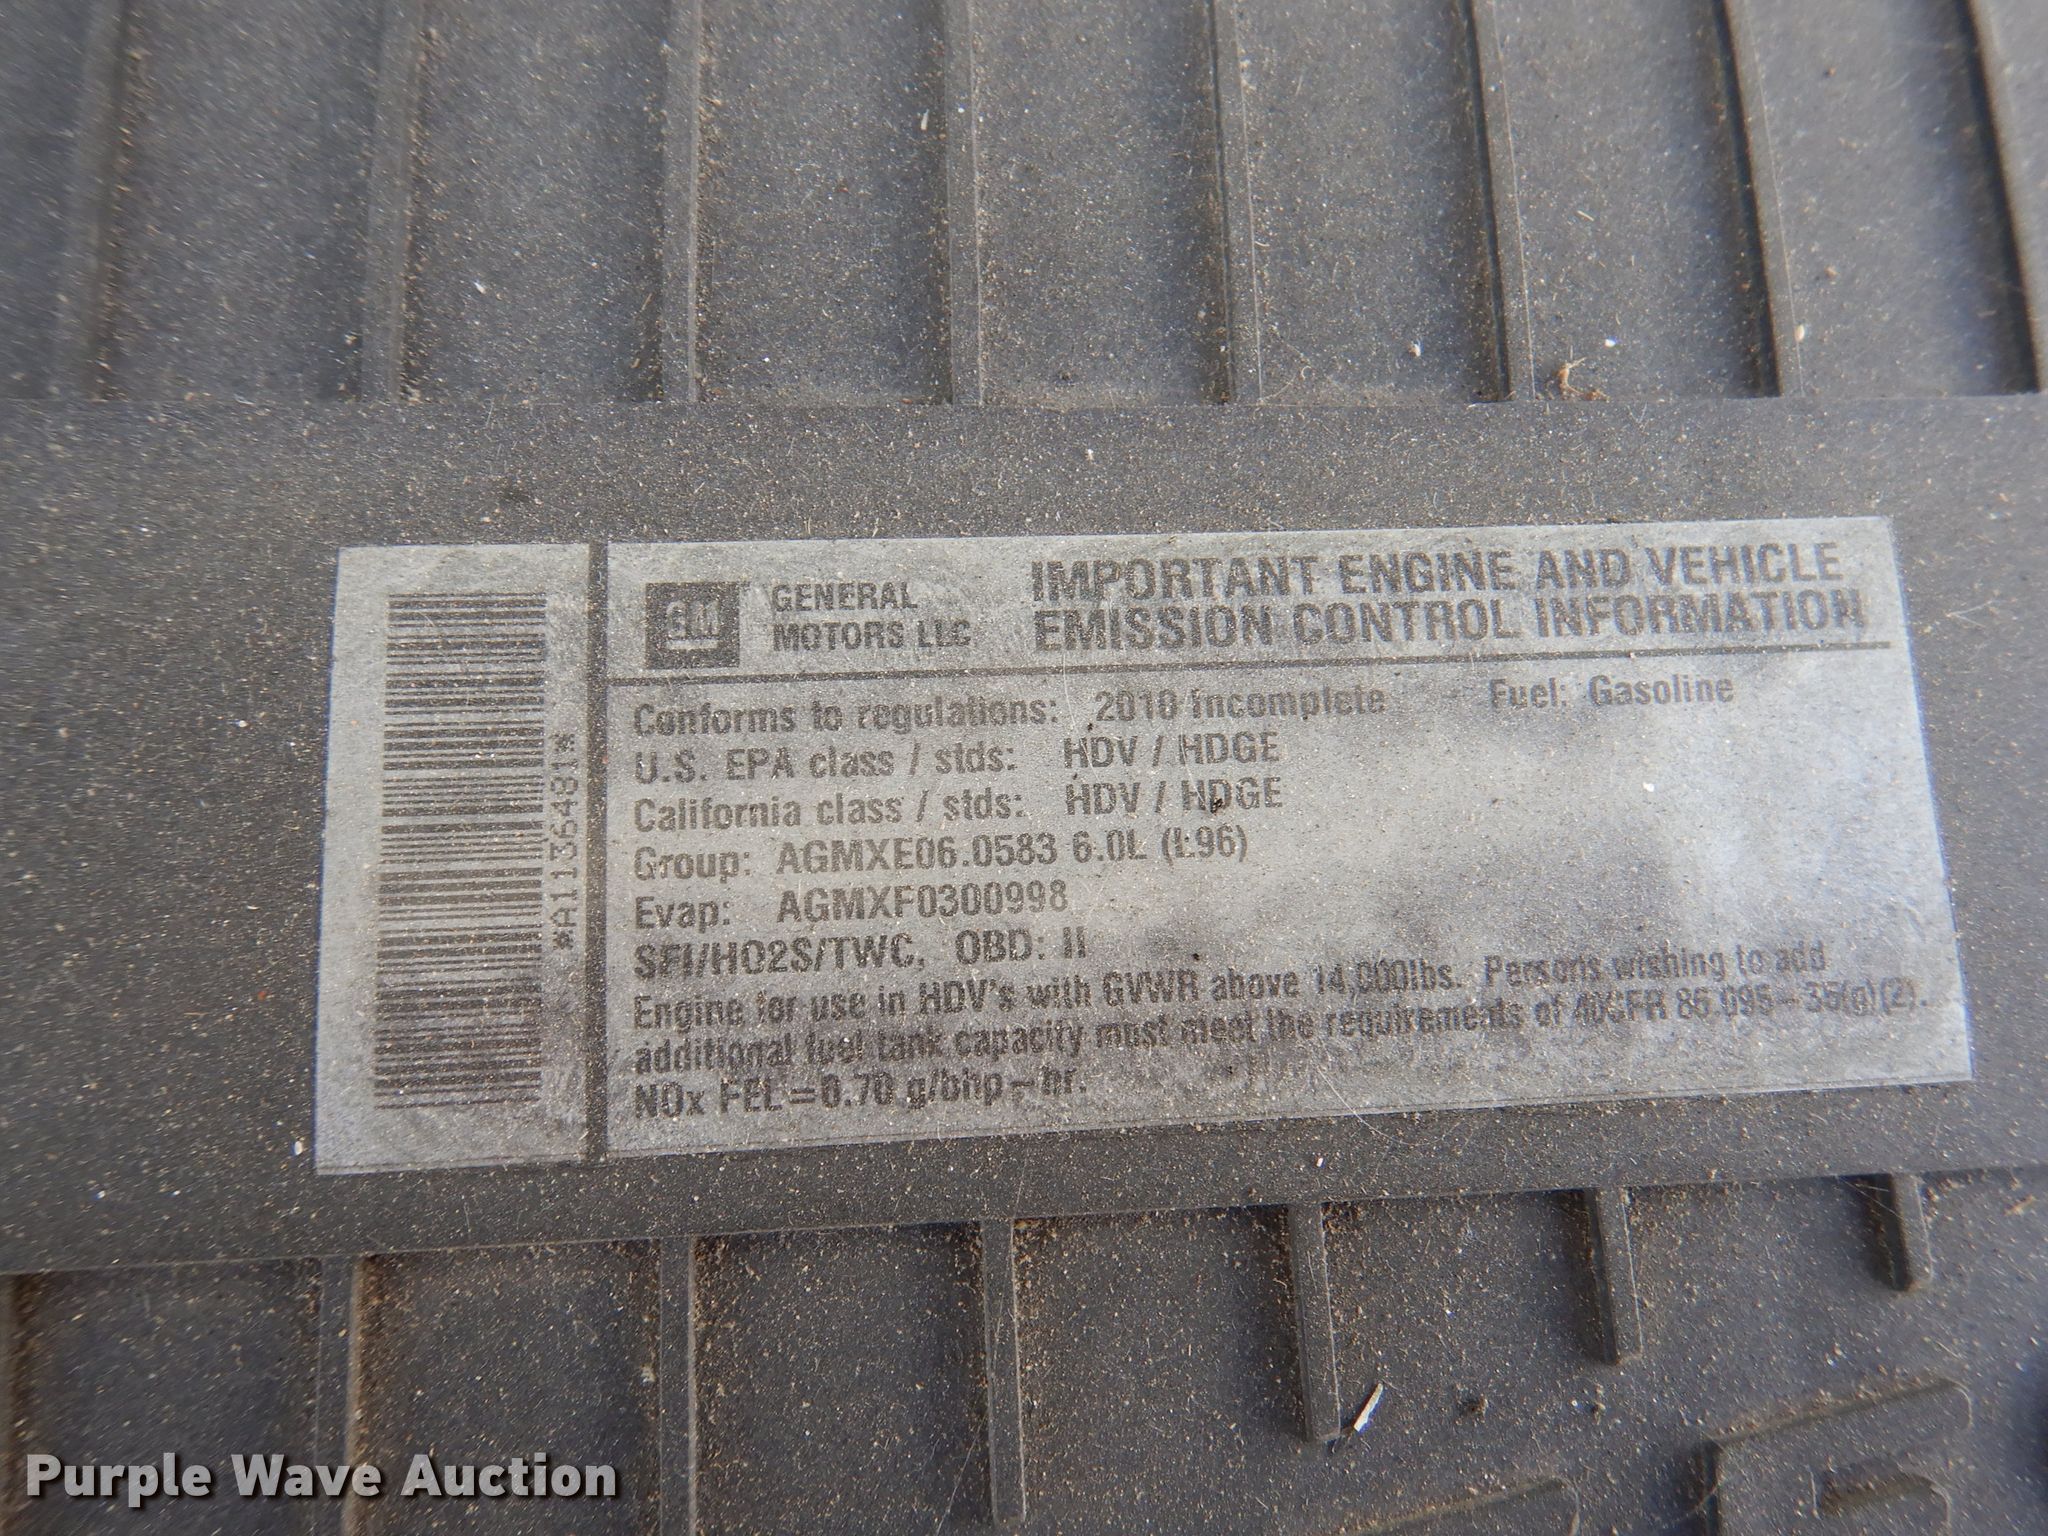 *A1136481*
GM
GENERAL
MOTORS LLC
IMPORTANT ENGINE AND VEHICLE
EMISSION CONTROL INFORMATION
Conforms to regulations: 2010 Incomplete Fuel: Gasoline
U.S. EPA class / stds: HDV / HDGE
California class / stds: HDV / HDGE
Group: AGMXE06.0583 6.0L (L96)
Evap: AGMXF0300998
SFI/HO2S/TWC, OBD: II
Engine for use in HDV's with GVWR above 14,000lbs. Persons wishing to add
additional fuel tank capacity must meet the requirements of 40CFR 86.095-35(g)(2).
NOx FEL=0.70 g/bhp-hr.
Purple Wave Auction